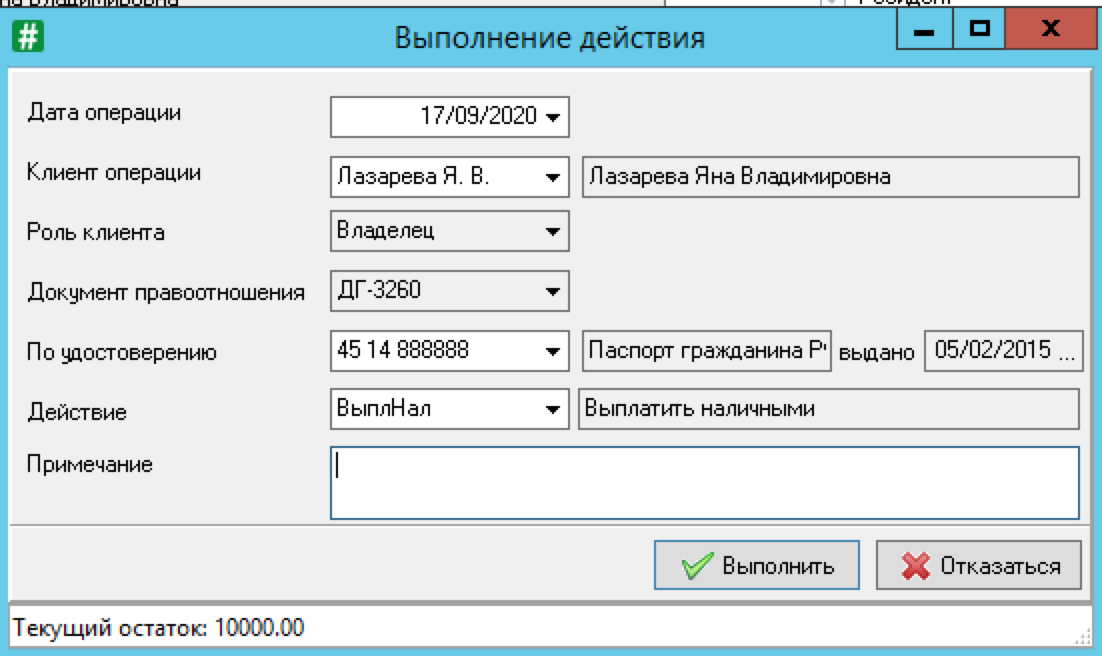 #
Выполнение действия
Дата операции 17/09/2020
Клиент операции Лазарева Я. В. Лазарева Яна Владимировна
Роль клиента Владелец
Документ правоотношения ДГ-3260
По удостоверению 45 14 888888 Паспорт гражданина выдано 05/02/2015 ...
Действие ВыплНал Выплатить наличными
Примечание
Выполнить Отказаться
Текущий остаток: 10000.00